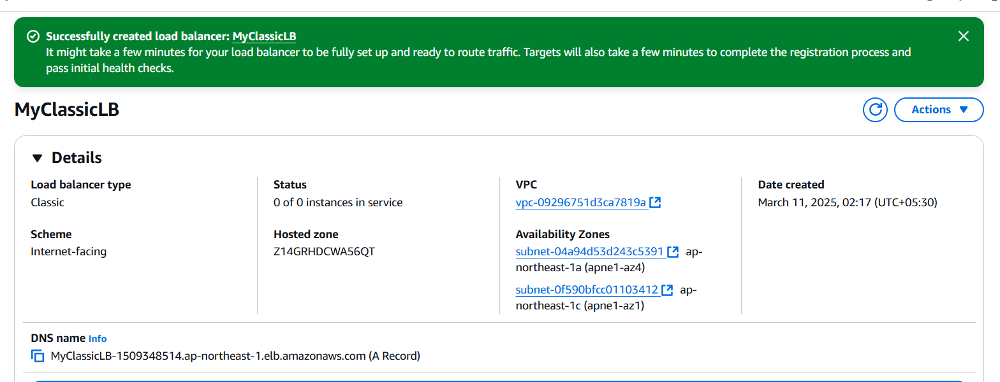 Successfully created load balancer: MyClassicLB
It might take a few minutes for your load balancer to be fully set up and ready to route traffic. Targets will also take a few minutes to complete the registration process and
pass initial health checks.
MyClassicLB
Actions
Details
Load balancer type
Classic
Scheme
Internet-facing
Status
0 of 0 instances in service
Hosted zone
Z14GRHDCWA56QT
VPC
vpc-09296751d3ca7819a
Availability Zones
subnet-04a94d53d243c5391 ap-
northeast-1a (apne1-az4)
subnet-0f590bfcc01103412 ap-
northeast-1c (apne1-az1)
Date created
March 11, 2025, 02:17 (UTC+05:30)
DNS name Info
MyClassicLB-1509348514.ap-northeast-1.elb.amazonaws.com (A Record)